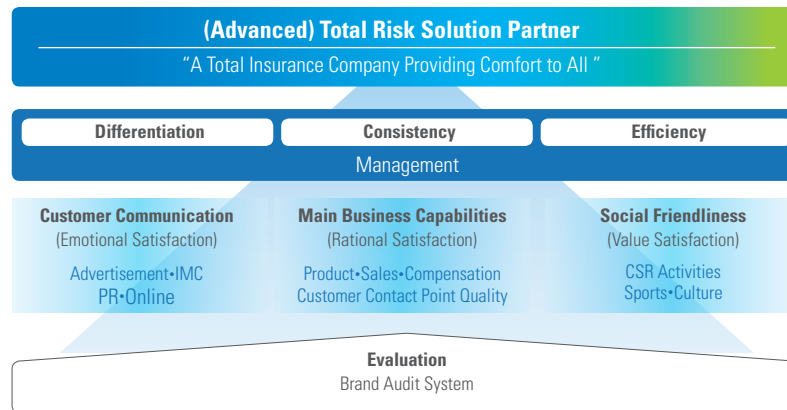 (Advanced) Total Risk Solution Partner
“A Total Insurance Company Providing Comfort to All ”
Differentiation
Consistency
Efficiency
Management
Customer Communication
(Emotional Satisfaction)
Advertisement•IMC
PR•Online
Main Business Capabilities
(Rational Satisfaction)
Product•Sales•Compensation
Customer Contact Point Quality
Social Friendliness
(Value Satisfaction)
CSR Activities
Sports•Culture
Evaluation
Brand Audit System